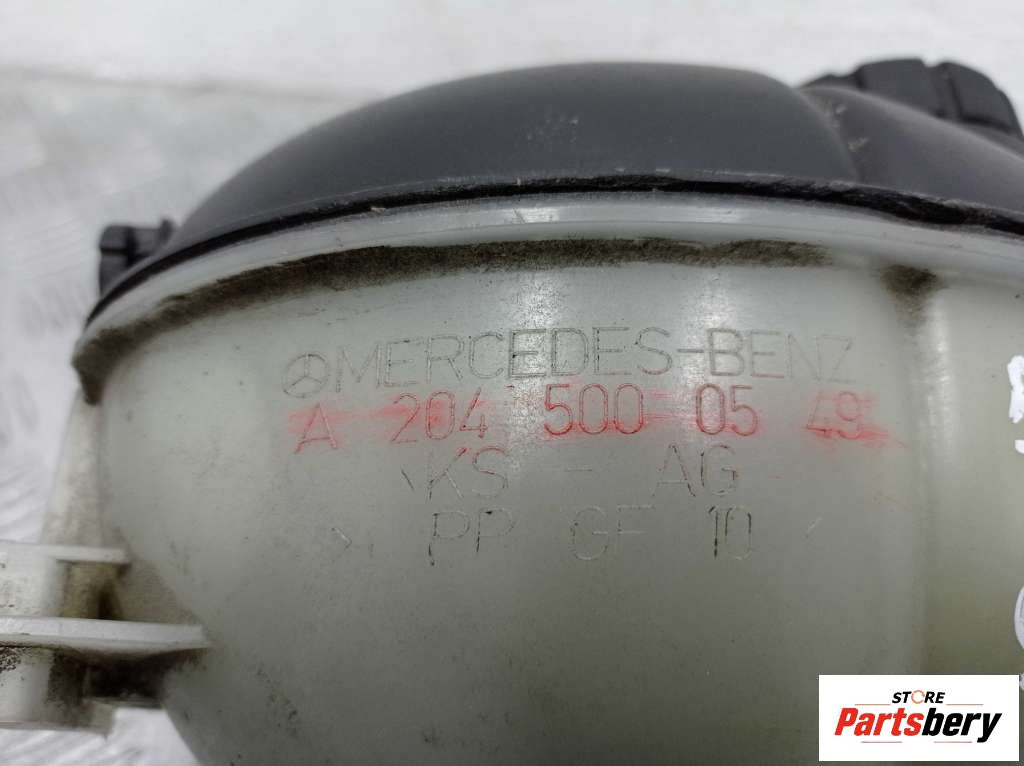 MERCEDES-BENZ
A 204 500 05 49
KS - AG
> PP GF 10 <
STORE
Partsbery